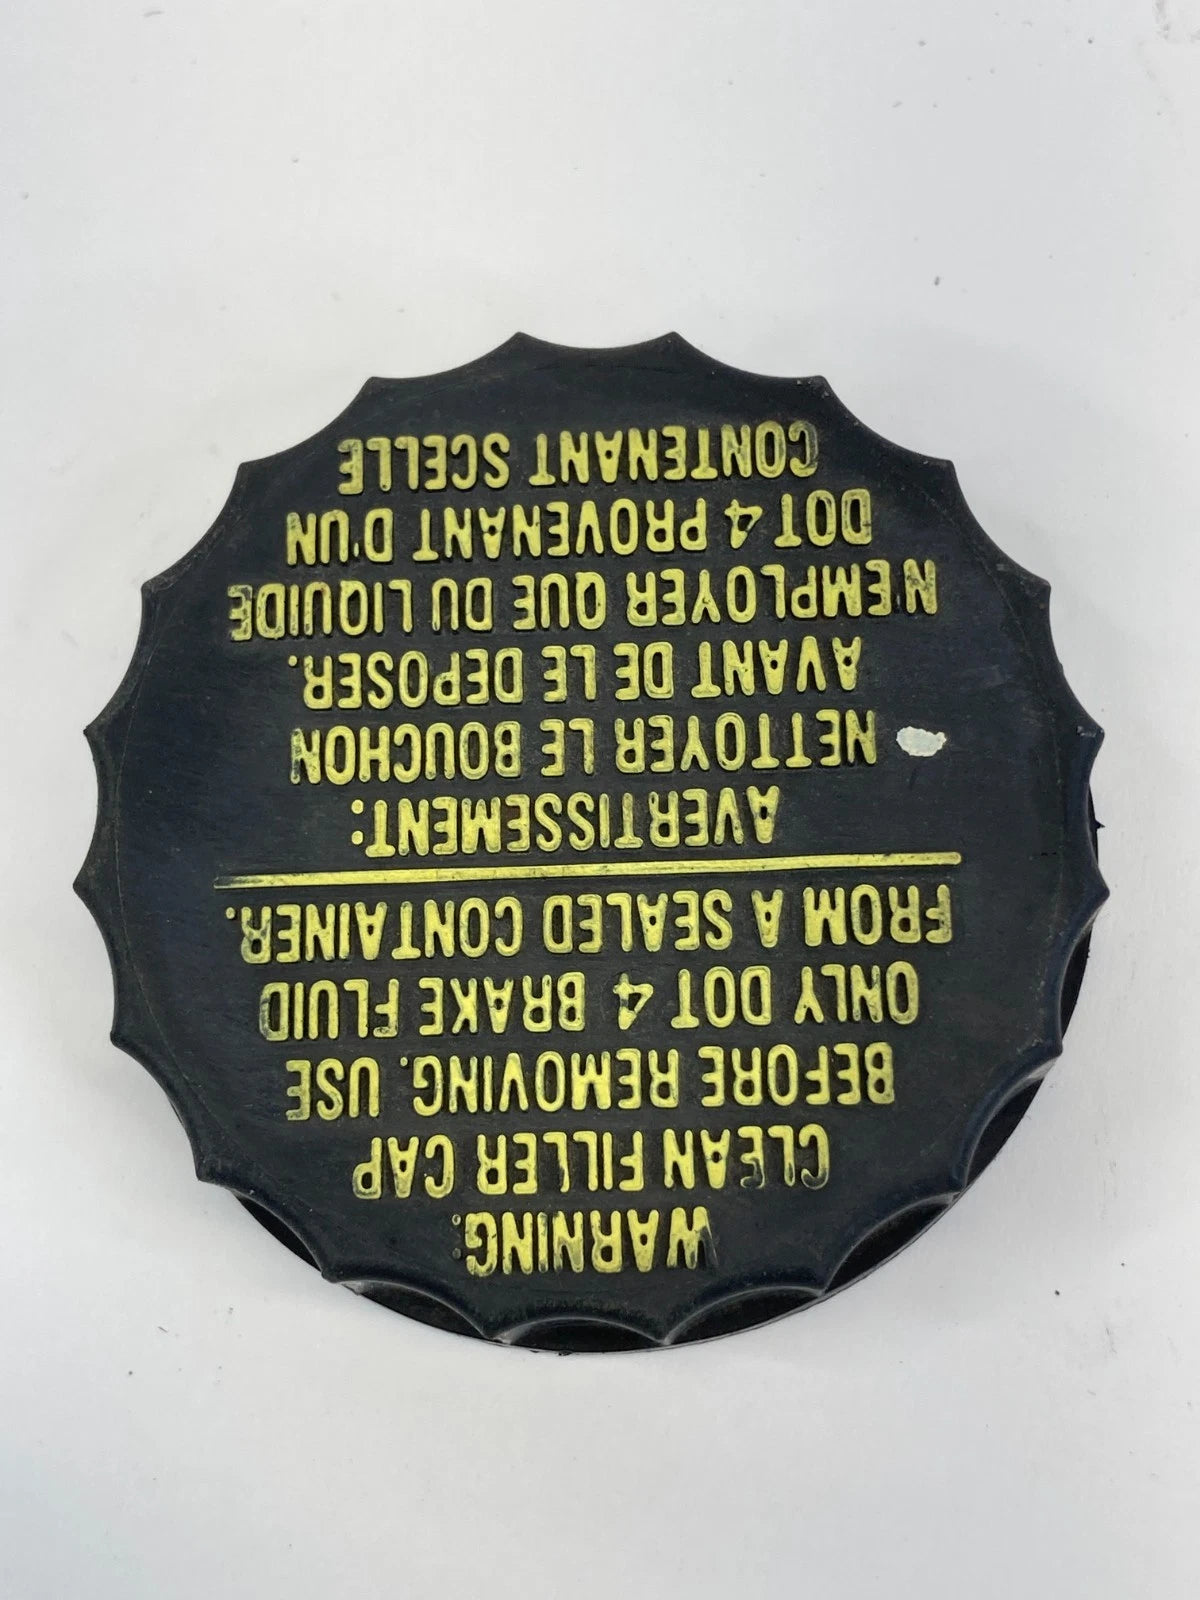 WARNING:
CLEAN FILLER CAP
BEFORE REMOVING. USE
ONLY DOT 4 BRAKE FLUID
FROM A SEALED CONTAINER.
AVERTISSEMENT:
NETTOYER LE BOUCHON
AVANT DE LE DEPOSER.
N'EMPLOYER QUE DU LIQUIDE
DOT 4 PROVENANT D'UN
CONTENANT SCELLE